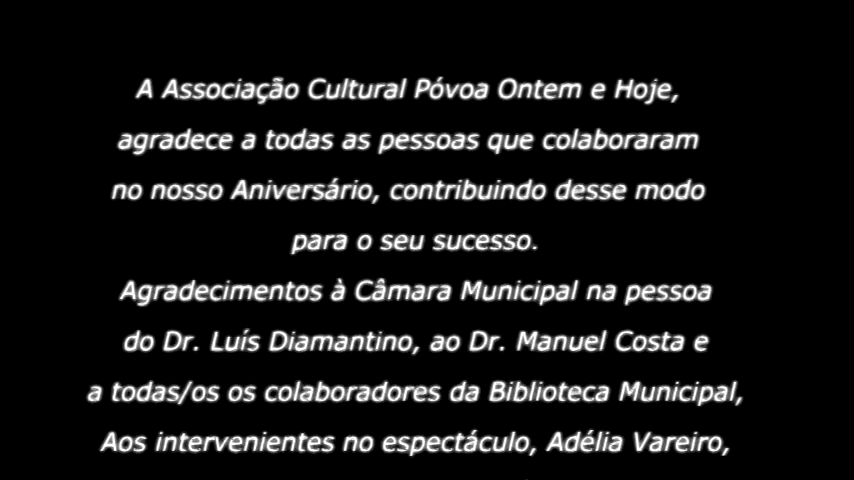 A Associação Cultural Póvoa Ontem e Hoje,
agradece a todas as pessoas que colaboraram
no nosso Aniversário, contribuindo desse modo
para o seu sucesso.
Agradecimentos à Câmara Municipal na pessoa
do Dr. Luís Diamantino, ao Dr. Manuel Costa e
a todas/os os colaboradores da Biblioteca Municipal,
Aos intervenientes no espectáculo, Adélia Vareiro,